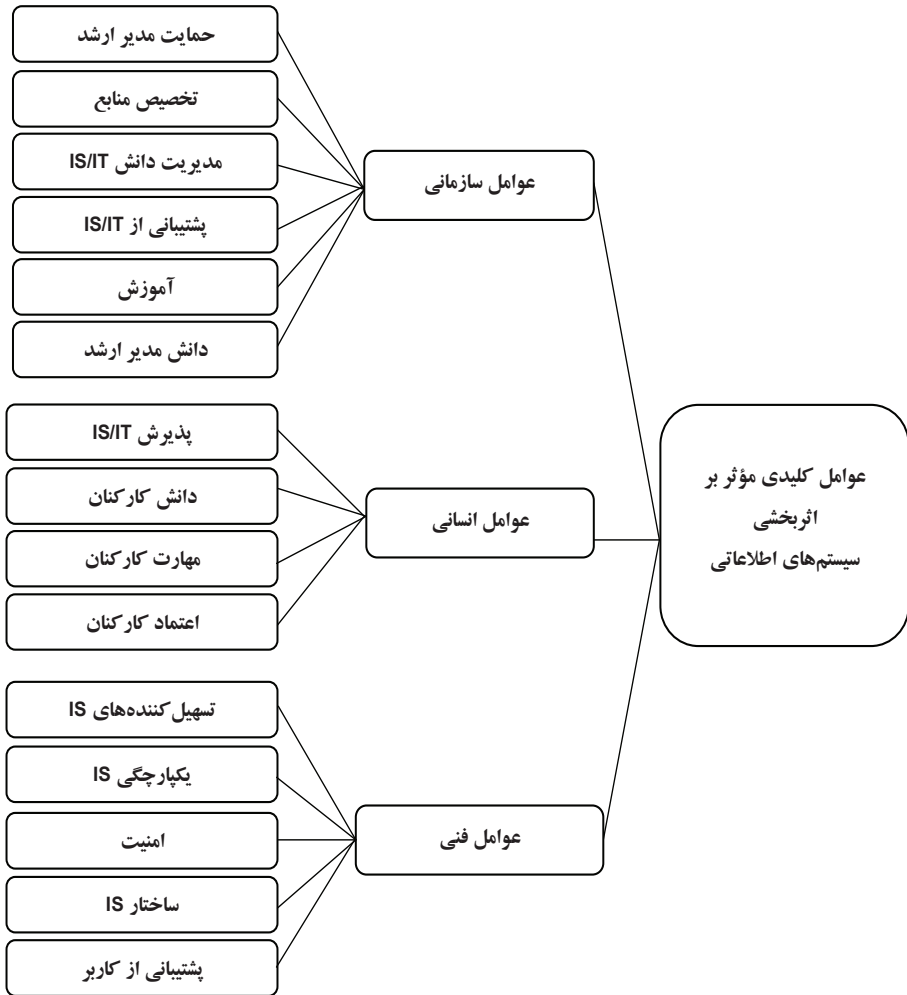 عوامل کلیدی مؤثر بر
اثربخشی
سیستم‌های اطلاعاتی
عوامل سازمانی
حمایت مدیر ارشد
تخصیص منابع
مدیریت دانش IS/IT
پشتیبانی از IS/IT
آموزش
دانش مدیر ارشد
عوامل انسانی
پذیرش IS/IT
دانش کارکنان
مهارت کارکنان
اعتماد کارکنان
عوامل فنی
تسهیل‌کننده‌های IS
یکپارچگی IS
امنیت
ساختار IS
پشتیبانی از کاربر